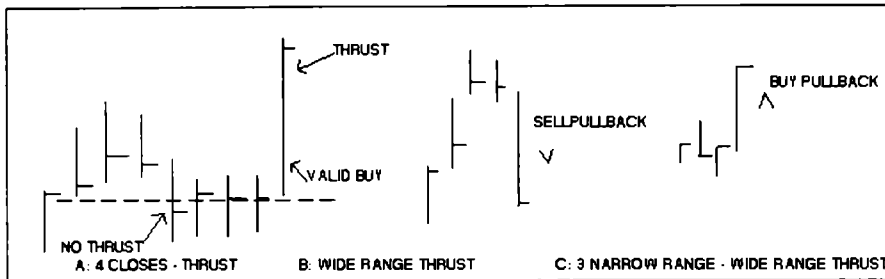 THRUST
BUY PULLBACK
SELLPULLBACK
VALID BUY
NO THRUST
A: 4 CLOSES - THRUST
B: WIDE RANGE THRUST
C: 3 NARROW RANGE - WIDE RANGE THRUST